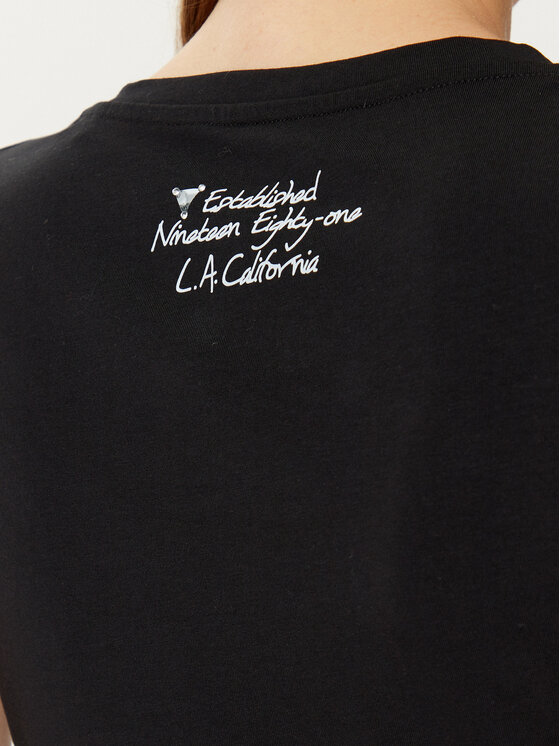 Established
Nineteen Eighty-one
L.A. California